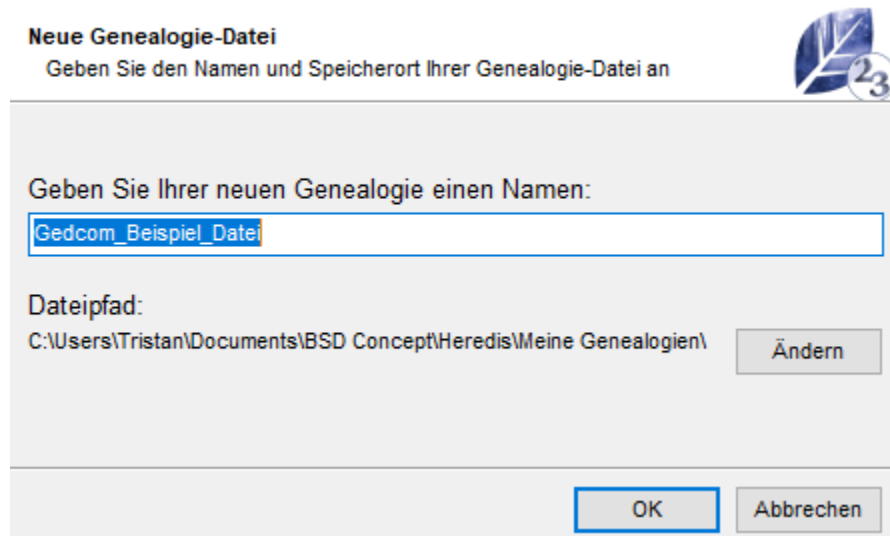 Neue Genealogie-Datei
Geben Sie den Namen und Speicherort Ihrer Genealogie-Datei an
23
Geben Sie Ihrer neuen Genealogie einen Namen:
Gedcom_Beispiel_Datei
Dateipfad:
C:\Users\Tristan\Documents\BSD Concept\Heredis\Meine Genealogien\
Ändern
OK
Abbrechen